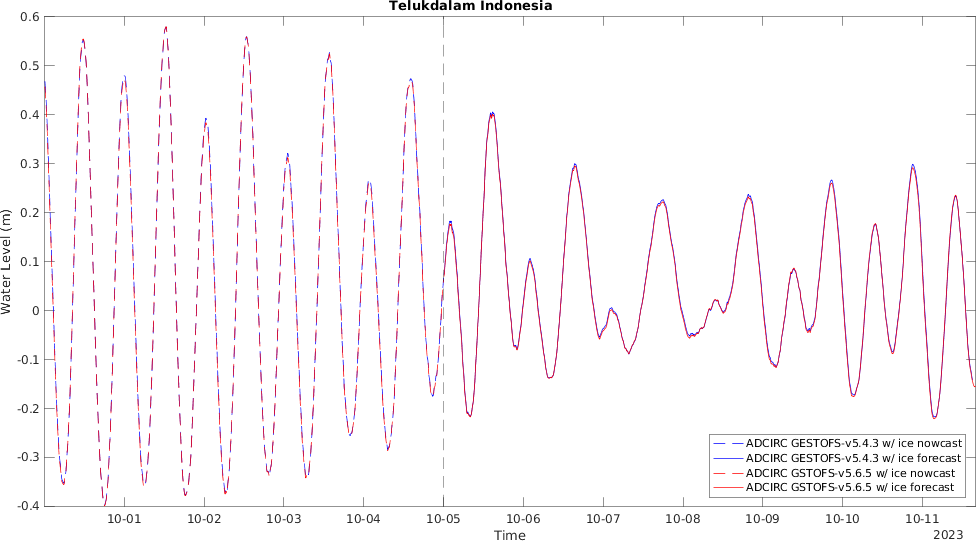 Telukdalam Indonesia
0.6
0.5
0.4
0.3
0.2
0.1
0
-0.1
-0.2
-0.3
-0.4
Water Level (m)
ADCIRC GESTOFS-v5.4.3 w/ ice nowcast
ADCIRC GESTOFS-v5.4.3 w/ ice forecast
ADCIRC GSTOFS-v5.6.5 w/ ice nowcast
ADCIRC GSTOFS-v5.6.5 w/ ice forecast
10-01 10-02 10-03 10-04 10-05 10-06 10-07 10-08 10-09 10-10 10-11
Time
2023